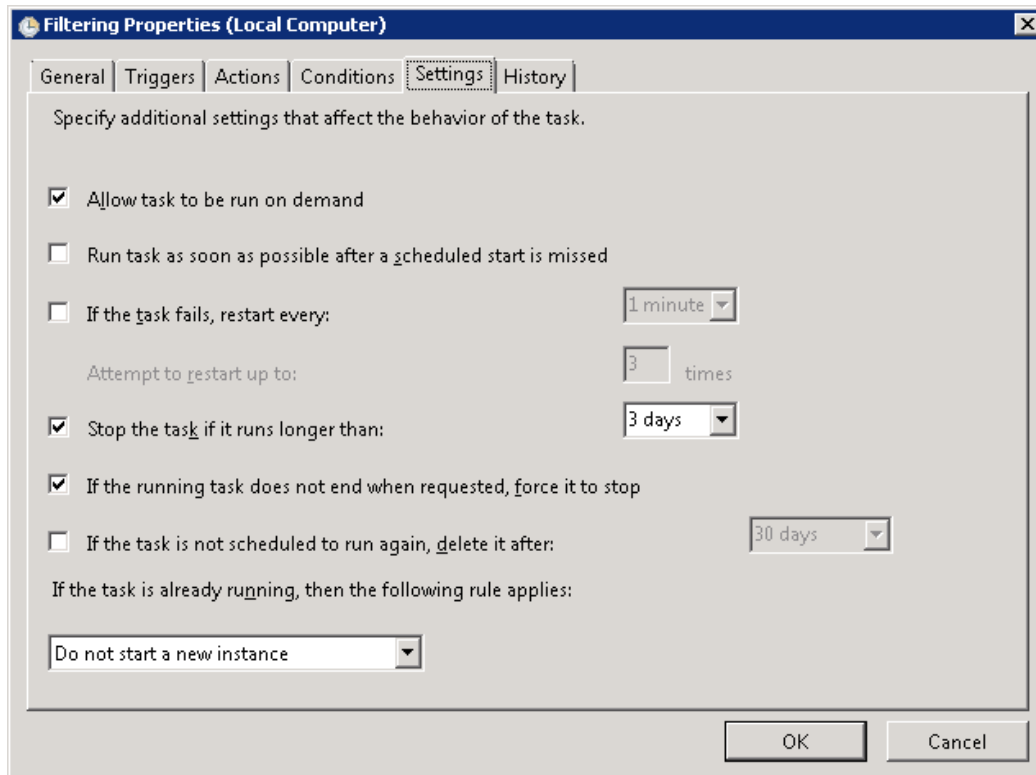 Filtering Properties (Local Computer)
General Triggers Actions Conditions Settings History
Specify additional settings that affect the behavior of the task.
Allow task to be run on demand
Run task as soon as possible after a scheduled start is missed
If the task fails, restart every: 1 minute
Attempt to restart up to: 3 times
Stop the task if it runs longer than: 3 days
If the running task does not end when requested, force it to stop
If the task is not scheduled to run again, delete it after: 30 days
If the task is already running, then the following rule applies:
Do not start a new instance
OK Cancel